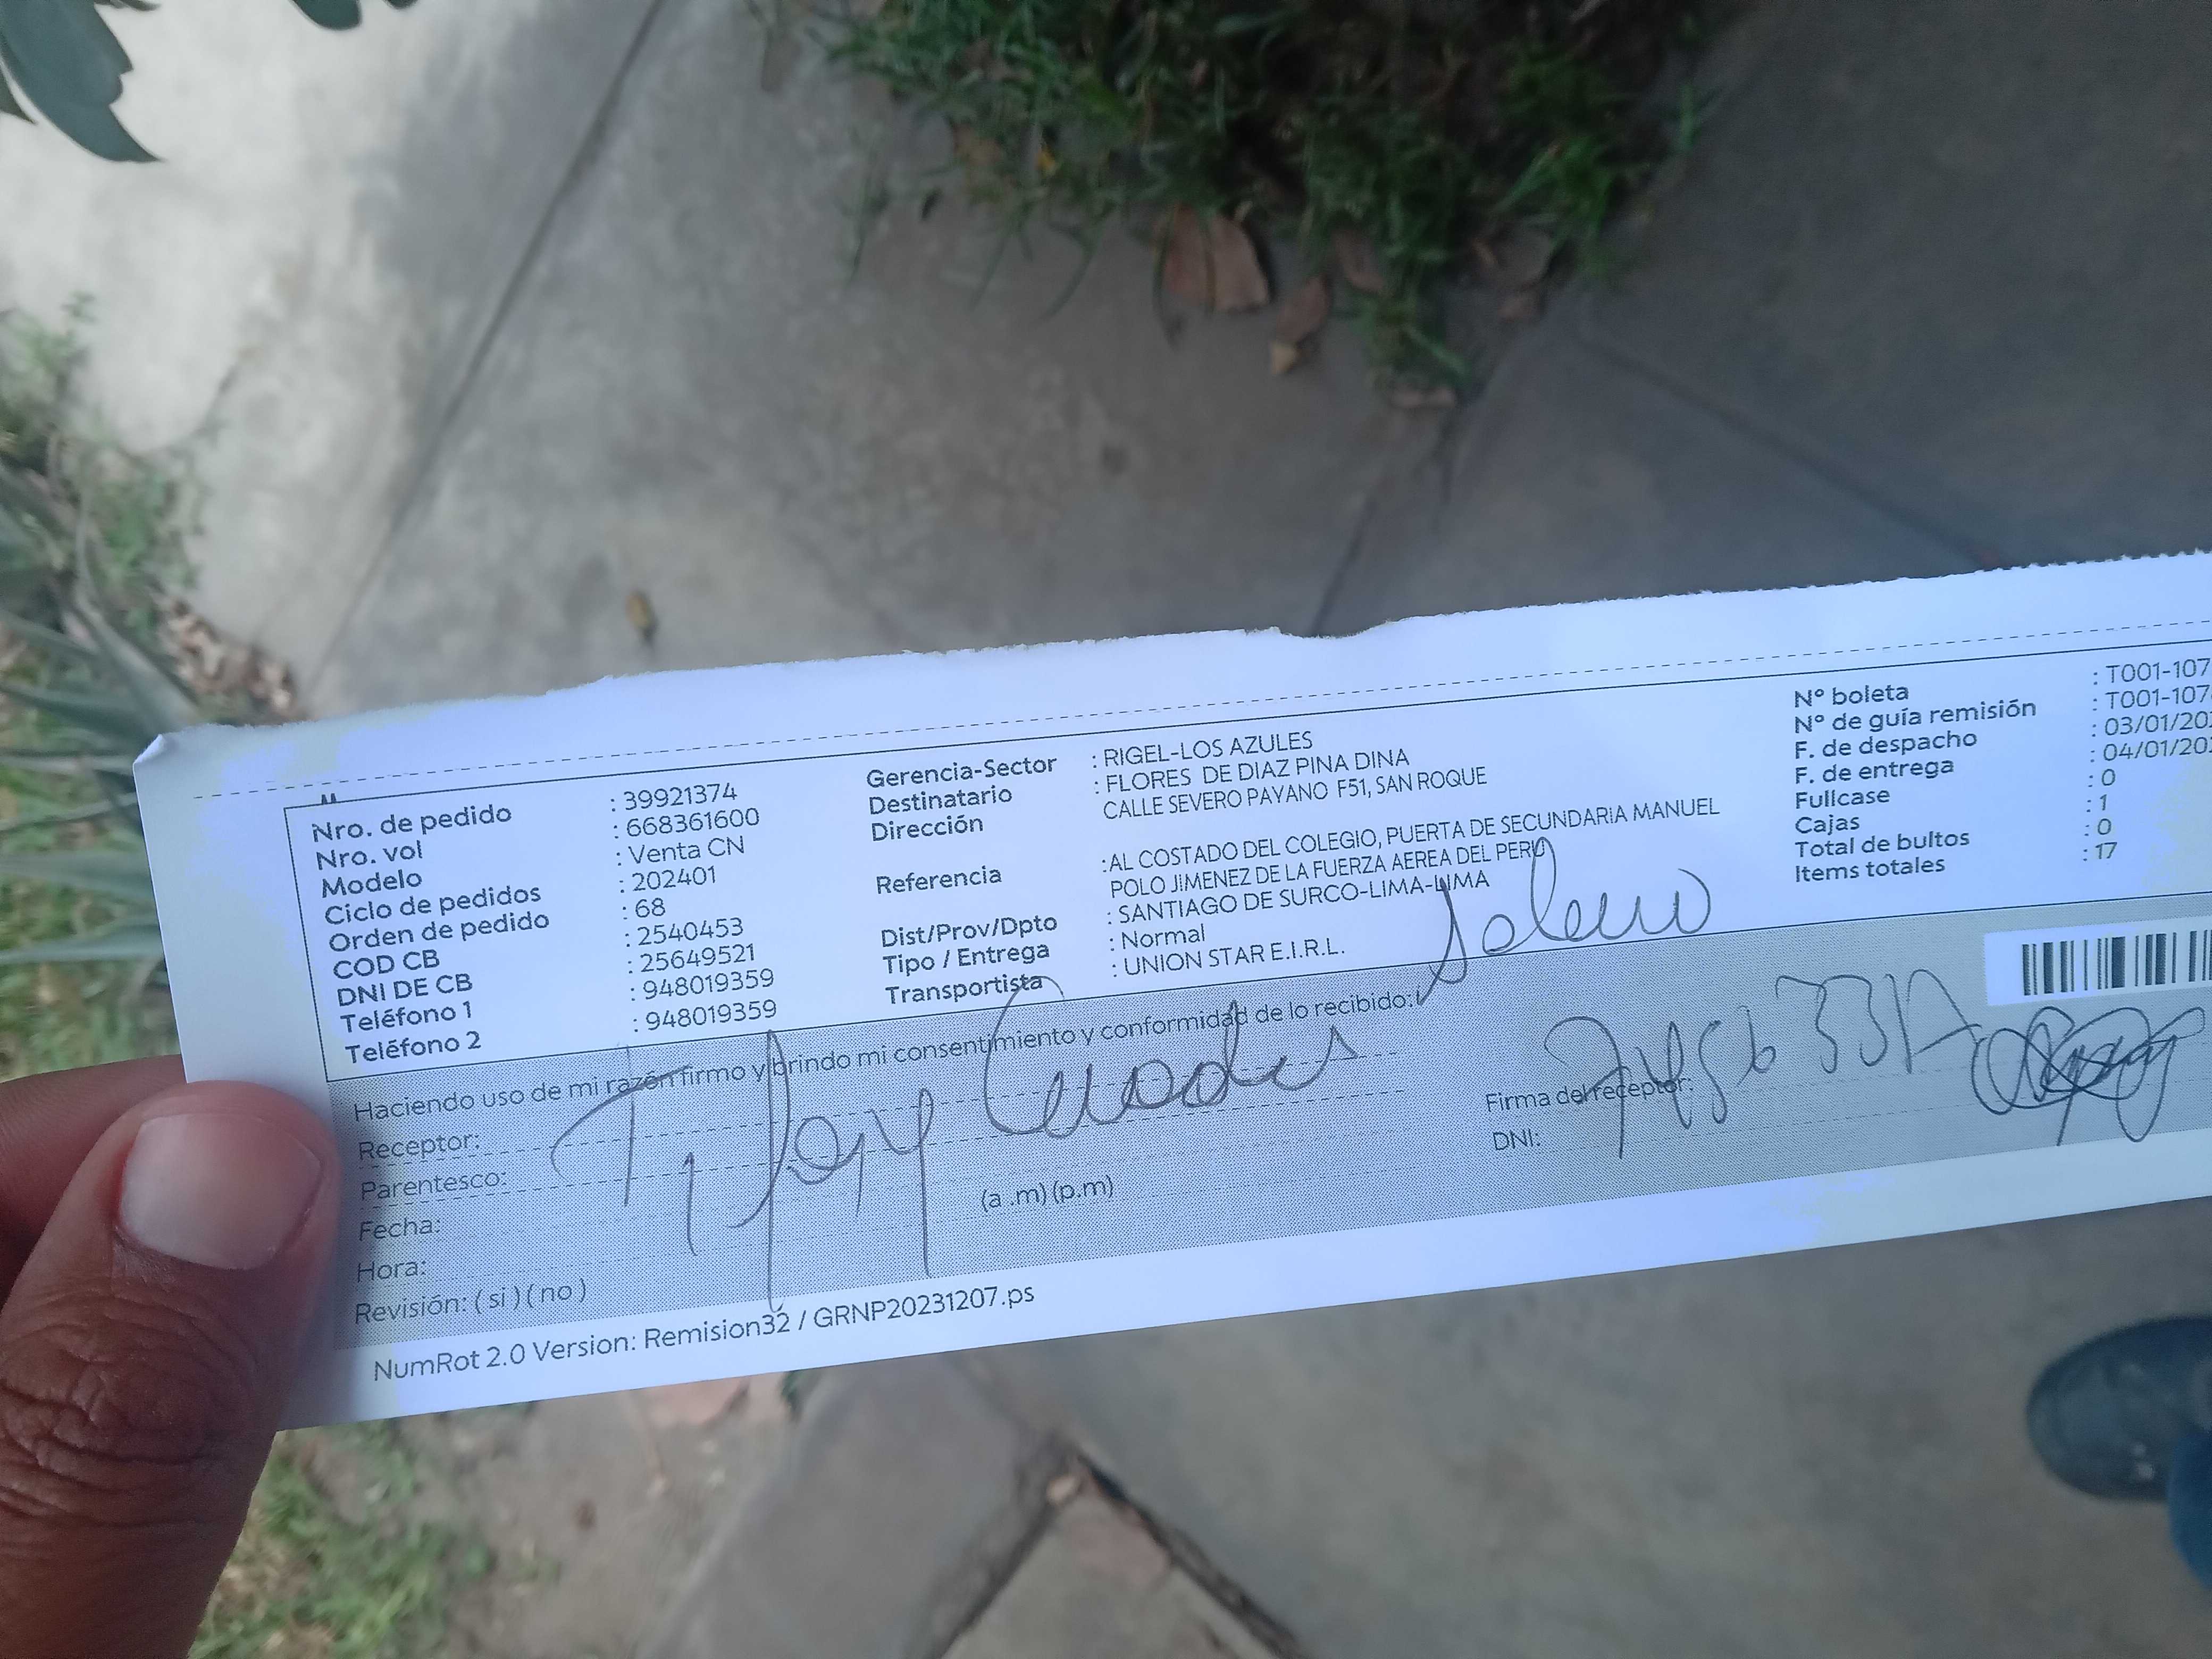 Nro. de pedido : 39921374
Nro. vol : 668361600
Modelo : Venta CN
Ciclo de pedidos : 202401
Orden de pedido : 68
COD CB : 2540453
DNI DE CB : 25649521
Teléfono 1 : 948019359
Teléfono 2 : 948019359
Gerencia-Sector : RIGEL-LOS AZULES
Destinatario : FLORES DE DIAZ PINA DINA
Dirección CALLE SEVERO PAYANO F51, SAN ROQUE
Referencia :AL COSTADO DEL COLEGIO, PUERTA DE SECUNDARIA MANUEL
POLO JIMENEZ DE LA FUERZA AEREA DEL PERU
Dist/Prov/Dpto : SANTIAGO DE SURCO-LIMA-LIMA
Tipo / Entrega : Normal
Transportista : UNION STAR E.I.R.L.
Nº boleta : T001-107
Nº de guía remisión : T001-107
F. de despacho : 03/01/20
F. de entrega : 04/01/20
Fullcase : 0
Cajas : 1
Total de bultos : 0
Items totales : 17
Haciendo uso de mi razón firmo y brindo mi consentimiento y conformidad de lo recibido:
Receptor:
Parentesco:
Fecha:
Hora: (a .m) (p.m)
Revisión: ( si ) ( no )
Firma del receptor:
DNI:
NumRot 2.0 Version: Remision32 / GRNP20231207.ps